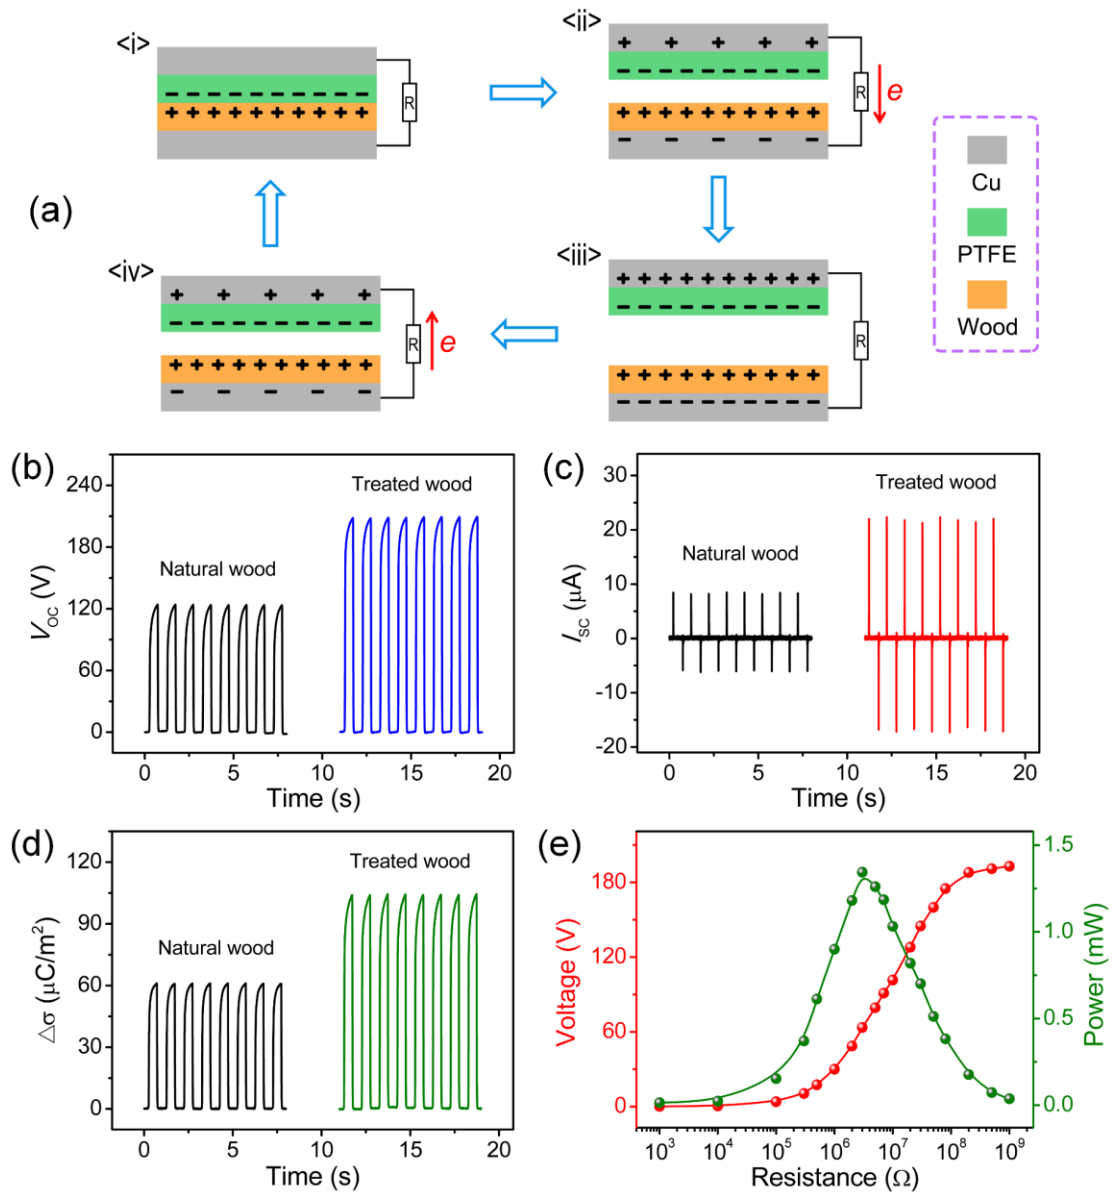 (a)
<i>
R
<ii>
+ + + + +
- - - - - - - - - -
+ + + + + + + + + +
- - - - -
R
e
<iii>
R
<iv>
R
e
Cu
PTFE
Wood
(b)
V_OC (V)
240
180
120
60
0
Natural wood
Treated wood
0 5 10 15 20
Time (s)
(c)
I_SC (μA)
30
20
10
0
-10
-20
Natural wood
Treated wood
0 5 10 15 20
Time (s)
(d)
△σ (μC/m²)
120
90
60
30
0
Natural wood
Treated wood
0 5 10 15 20
Time (s)
(e)
Voltage (V)
180
120
60
0
1.5
1.0
0.5
0.0
Power (mW)
10³ 10⁴ 10⁵ 10⁶ 10⁷ 10⁸ 10⁹
Resistance (Ω)